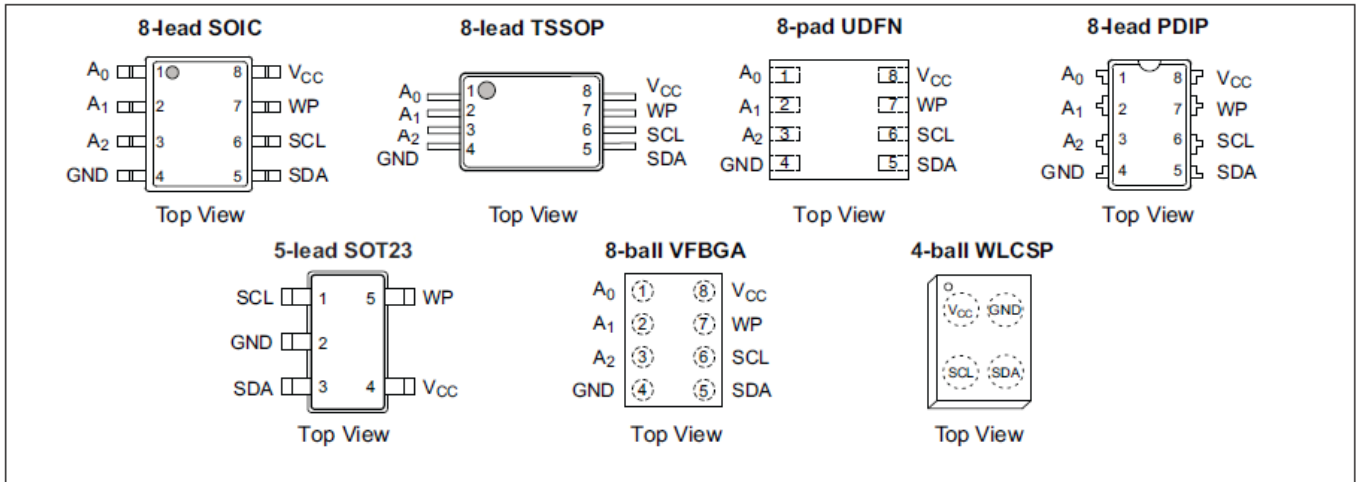 8-lead SOIC 8-lead TSSOP 8-pad UDFN 8-lead PDIP
A0 1 8 VCC
A1 2 7 WP
A2 3 6 SCL
GND 4 5 SDA
Top View
A0 1 8 VCC
A1 2 7 WP
A2 3 6 SCL
GND 4 5 SDA
Top View
A0 1 8 VCC
A1 2 7 WP
A2 3 6 SCL
GND 4 5 SDA
Top View
A0 1 8 VCC
A1 2 7 WP
A2 3 6 SCL
GND 4 5 SDA
Top View
5-lead SOT23 8-ball VFBGA 4-ball WLCSP
SCL 1 5 WP
GND 2
SDA 3 4 VCC
Top View
A0 1 8 VCC
A1 2 7 WP
A2 3 6 SCL
GND 4 5 SDA
Top View
VCC GND
SCL SDA
Top View